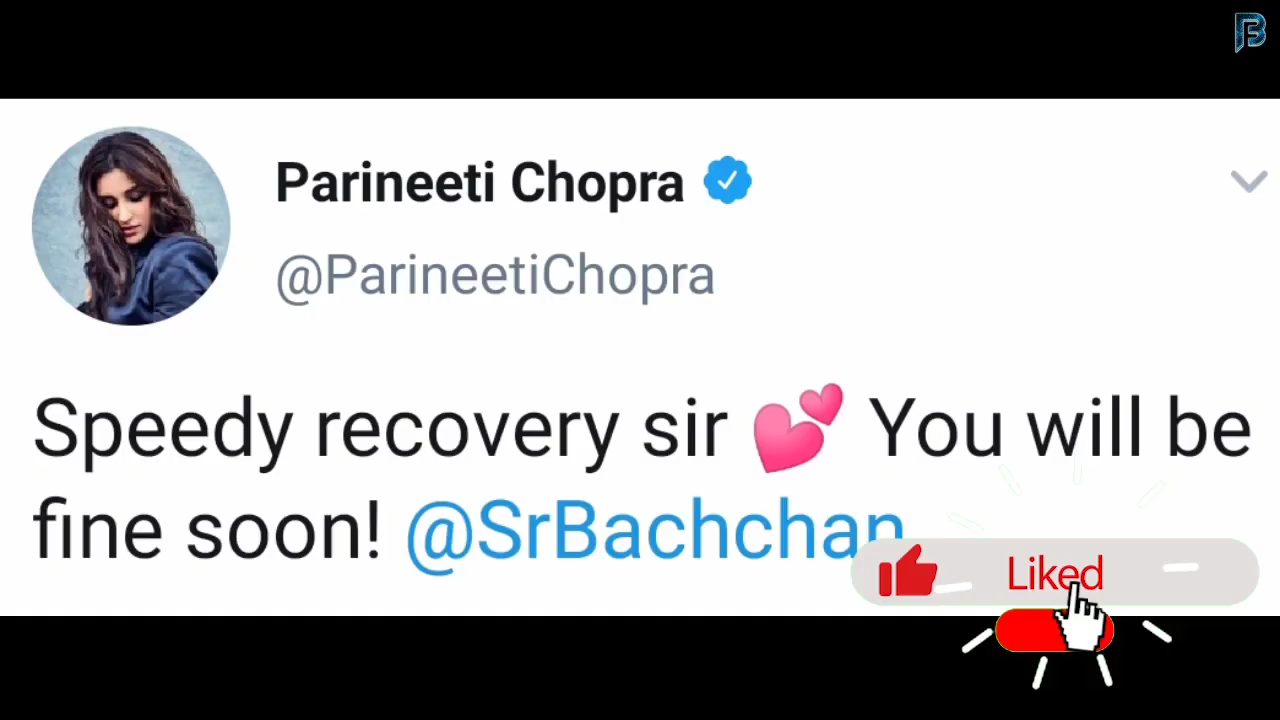 Parineeti Chopra
@ParineetiChopra
Speedy recovery sir 💕 You will be
fine soon! @SrBachchan
Liked